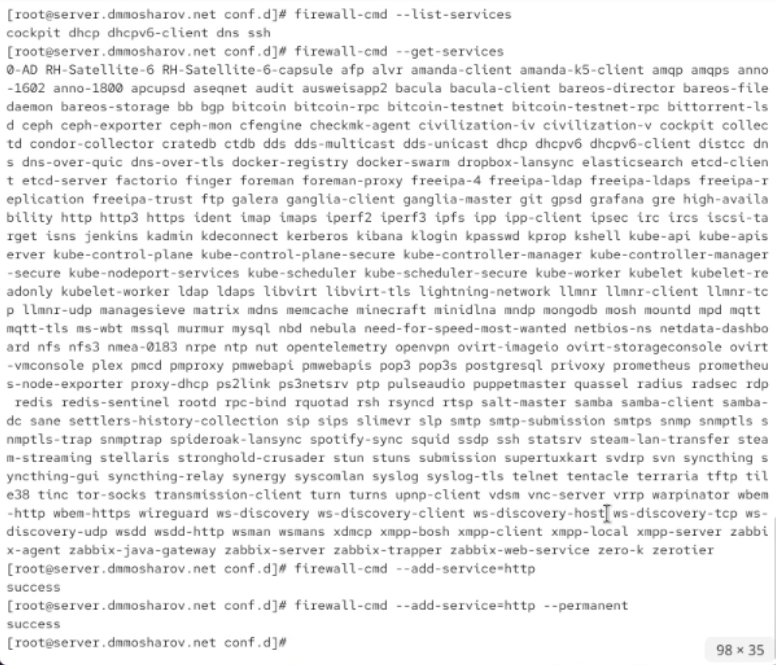 [root@server.dmmosharov.net conf.d]# firewall-cmd --list-services
cockpit dhcp dhcpv6-client dns ssh
[root@server.dmmosharov.net conf.d]# firewall-cmd --get-services
0-AD RH-Satellite-6 RH-Satellite-6-capsule afp alvr amanda-client amanda-k5-client amqp amqps anno
-1602 anno-1800 apcupsd aseqnet audit ausweisapp2 bacula bacula-client bareos-director bareos-file
daemon bareos-storage bb bgp bitcoin bitcoin-rpc bitcoin-testnet bitcoin-testnet-rpc bittorrent-ls
d ceph ceph-exporter ceph-mon cfengine checkmk-agent civilization-iv civilization-v cockpit collec
td condor-collector cratedb ctdb dds dds-multicast dds-unicast dhcp dhcpv6 dhcpv6-client distcc dn
s dns-over-quic dns-over-tls docker-registry docker-swarm dropbox-lansync elasticsearch etcd-clien
t etcd-server factorio finger foreman foreman-proxy freeipa-4 freeipa-ldap freeipa-ldaps freeipa-r
eplication freeipa-trust ftp galera ganglia-client ganglia-master git gpsd grafana gre high-availa
bility http http3 https ident imap imaps iperf2 iperf3 ipfs ipp ipp-client ipsec irc ircs iscsi-ta
rget isns jenkins kadmin kdeconnect kerberos kibana klogin kpasswd kprop kshell kube-api kube-apis
erver kube-control-plane kube-control-plane-secure kube-controller-manager kube-controller-manager
-secure kube-nodeport-services kube-scheduler kube-scheduler-secure kube-worker kubelet kubelet-re
adonly kubelet-worker ldap ldaps libvirt libvirt-tls lightning-network llmnr llmnr-client llmnr-tc
p llmnr-udp managesieve matrix mdns memcache minecraft minidlna mndp mongodb mosh mountd mpd mqtt
mqtt-tls ms-wbt mssql murmur mysql nbd nebula need-for-speed-most-wanted netbios-ns netdata-dashbo
ard nfs nfs3 nmea-0183 nrpe ntp nut opentelemetry openvpn ovirt-imageio ovirt-storageconsole ovirt
-vmconsole plex pmcd pmproxy pmwebapi pmwebapis pop3 pop3s postgresql privoxy prometheus prometheu
s-node-exporter proxy-dhcp ps2link ps3netsrv ptp pulseaudio puppetmaster quassel radius radsec rdp
redis redis-sentinel rootd rpc-bind rquotad rsh rsyncd rtsp salt-master samba samba-client samba-
dc sane settlers-history-collection sip sips slimevr slp smtp smtp-submission smtps snmp snmptls s
nmptls-trap snmptrap spideroak-lansync spotify-sync squid ssdp ssh statsrv steam-lan-transfer stea
m-streaming stellaris stronghold-crusader stun stuns submission supertuxkart svdrp svn syncthing s
yncthing-gui syncthing-relay synergy syscomlan syslog syslog-tls telnet tentacle terraria tftp til
e38 tinc tor-socks transmission-client turn turns upnp-client vdsm vnc-server vrrp warpinator wbem
-http wbem-https wireguard ws-discovery ws-discovery-client ws-discovery-host ws-discovery-tcp ws-
discovery-udp wsdd wsdd-http wsman wsmans xdmcp xmpp-bosh xmpp-client xmpp-local xmpp-server zabbi
x-agent zabbix-java-gateway zabbix-server zabbix-trapper zabbix-web-service zero-k zerotier
[root@server.dmmosharov.net conf.d]# firewall-cmd --add-service=http
success
[root@server.dmmosharov.net conf.d]# firewall-cmd --add-service=http --permanent
success
[root@server.dmmosharov.net conf.d]#
98 × 35